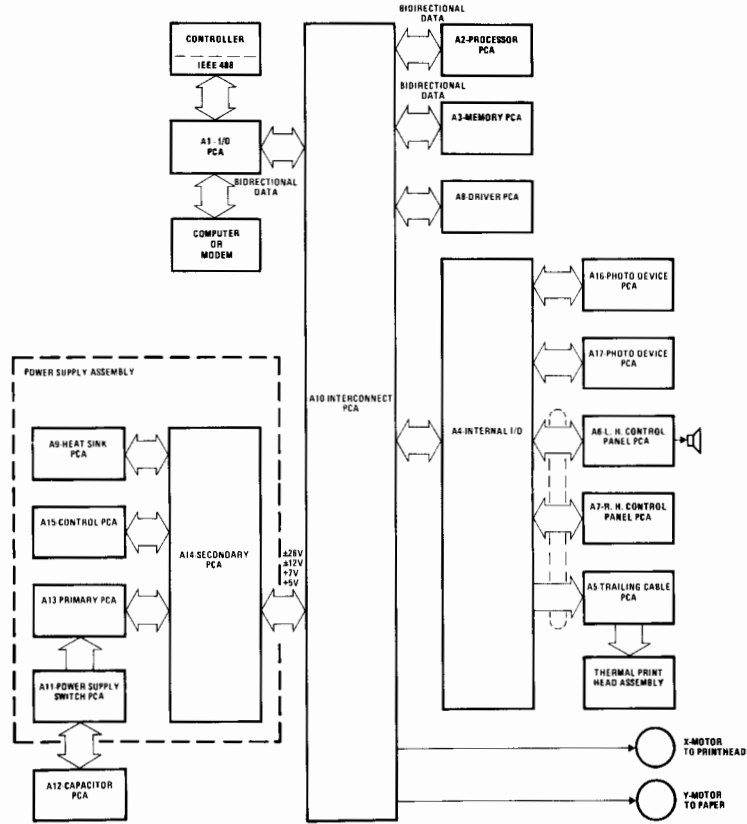 BIDIRECTIONAL
DATA
CONTROLLER
IEEE 488
A2-PROCESSOR
PCA
BIDIRECTIONAL
DATA
A1-I/O
PCA
A3-MEMORY PCA
BIDIRECTIONAL
DATA
A8-DRIVER PCA
COMPUTER
OR
MODEM
A16-PHOTO DEVICE
PCA
A17-PHOTO DEVICE
PCA
POWER SUPPLY ASSEMBLY
A10-INTERCONNECT
PCA
A4-INTERNAL I/O
A6-L. H. CONTROL
PANEL PCA
A9-HEAT SINK
PCA
A7-R. H. CONTROL
PANEL PCA
A15-CONTROL PCA
A14-SECONDARY
PCA
±26V
±12V
+7V
+5V
A13 PRIMARY PCA
A5-TRAILING CABLE
PCA
A11-POWER SUPPLY
SWITCH PCA
THERMAL PRINT
HEAD ASSEMBLY
X-MOTOR
TO PRINTHEAD
A12-CAPACITOR
PCA
Y-MOTOR
TO PAPER